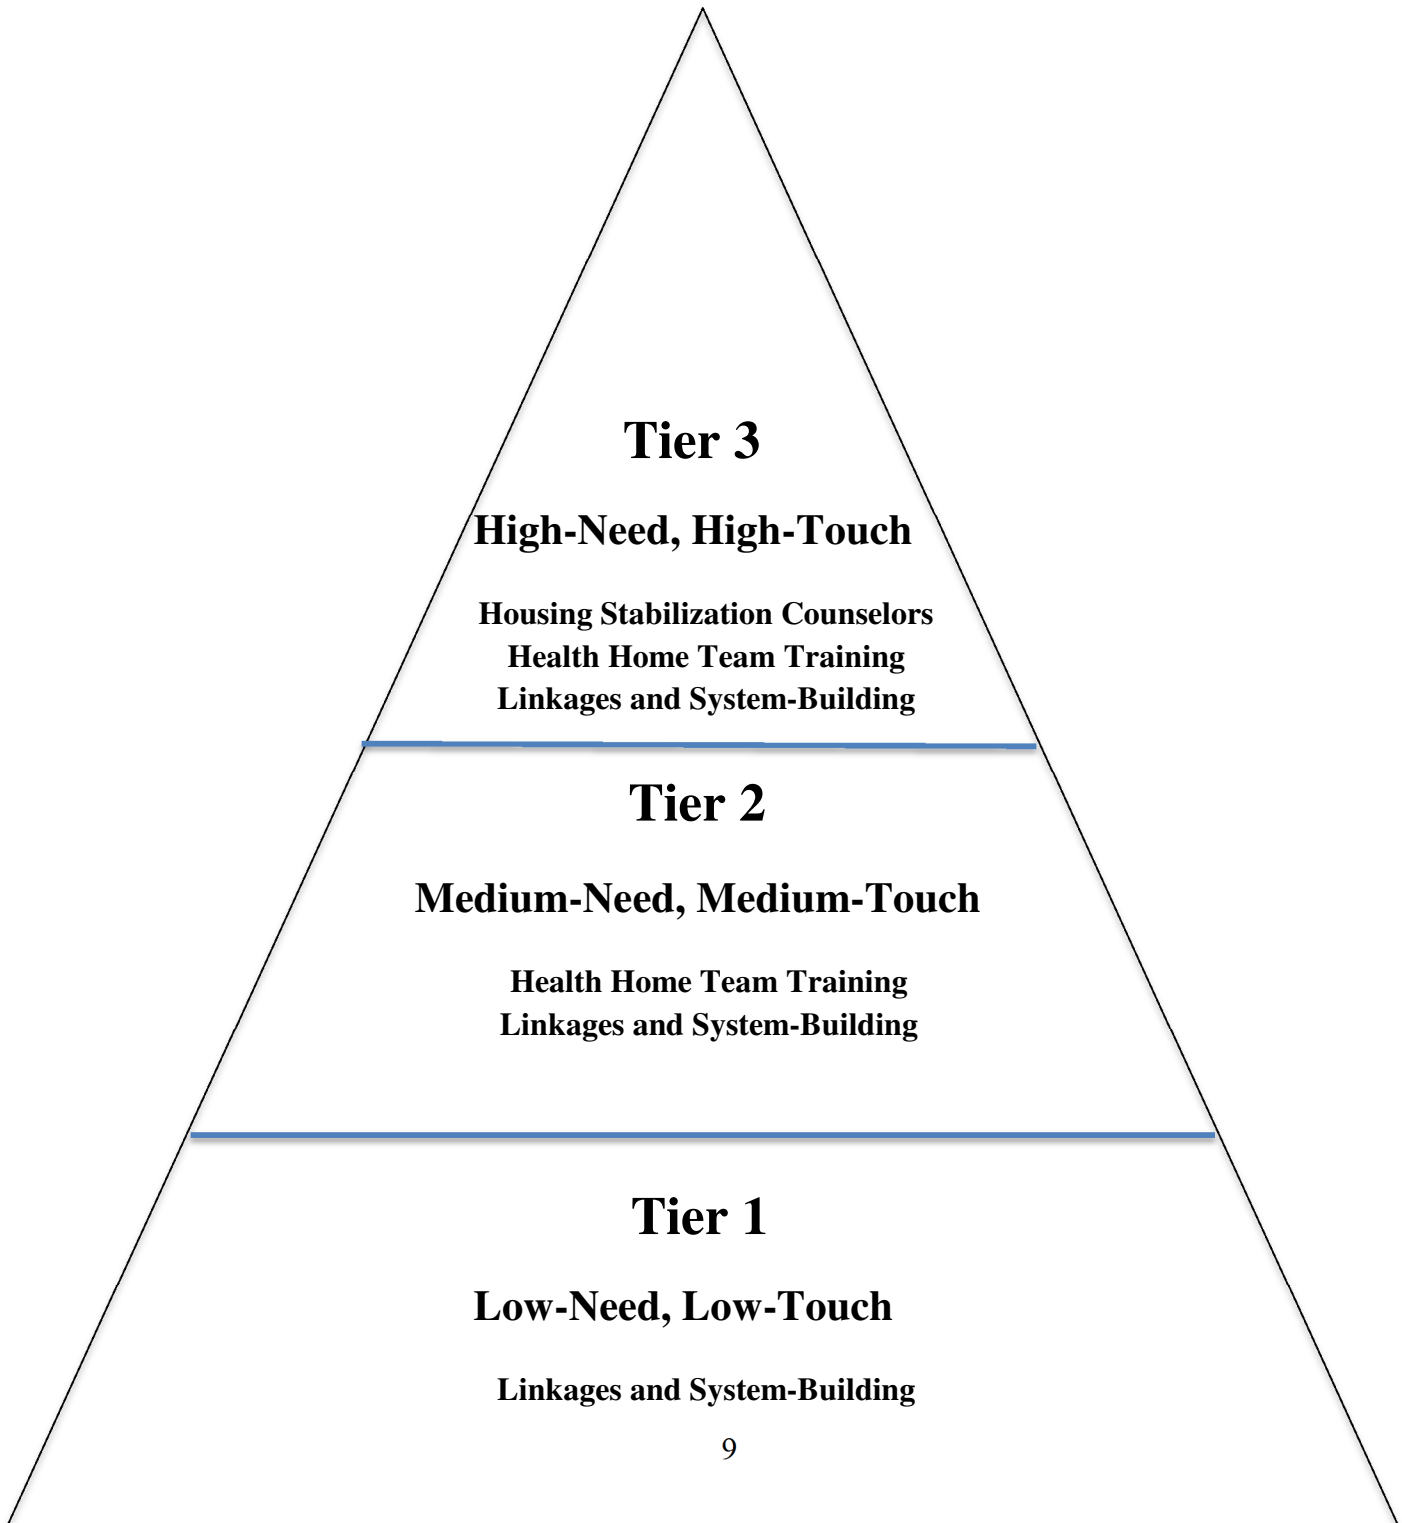 Tier 3
High-Need, High-Touch
Housing Stabilization Counselors
Health Home Team Training
Linkages and System-Building
Tier 2
Medium-Need, Medium-Touch
Health Home Team Training
Linkages and System-Building
Tier 1
Low-Need, Low-Touch
Linkages and System-Building
9